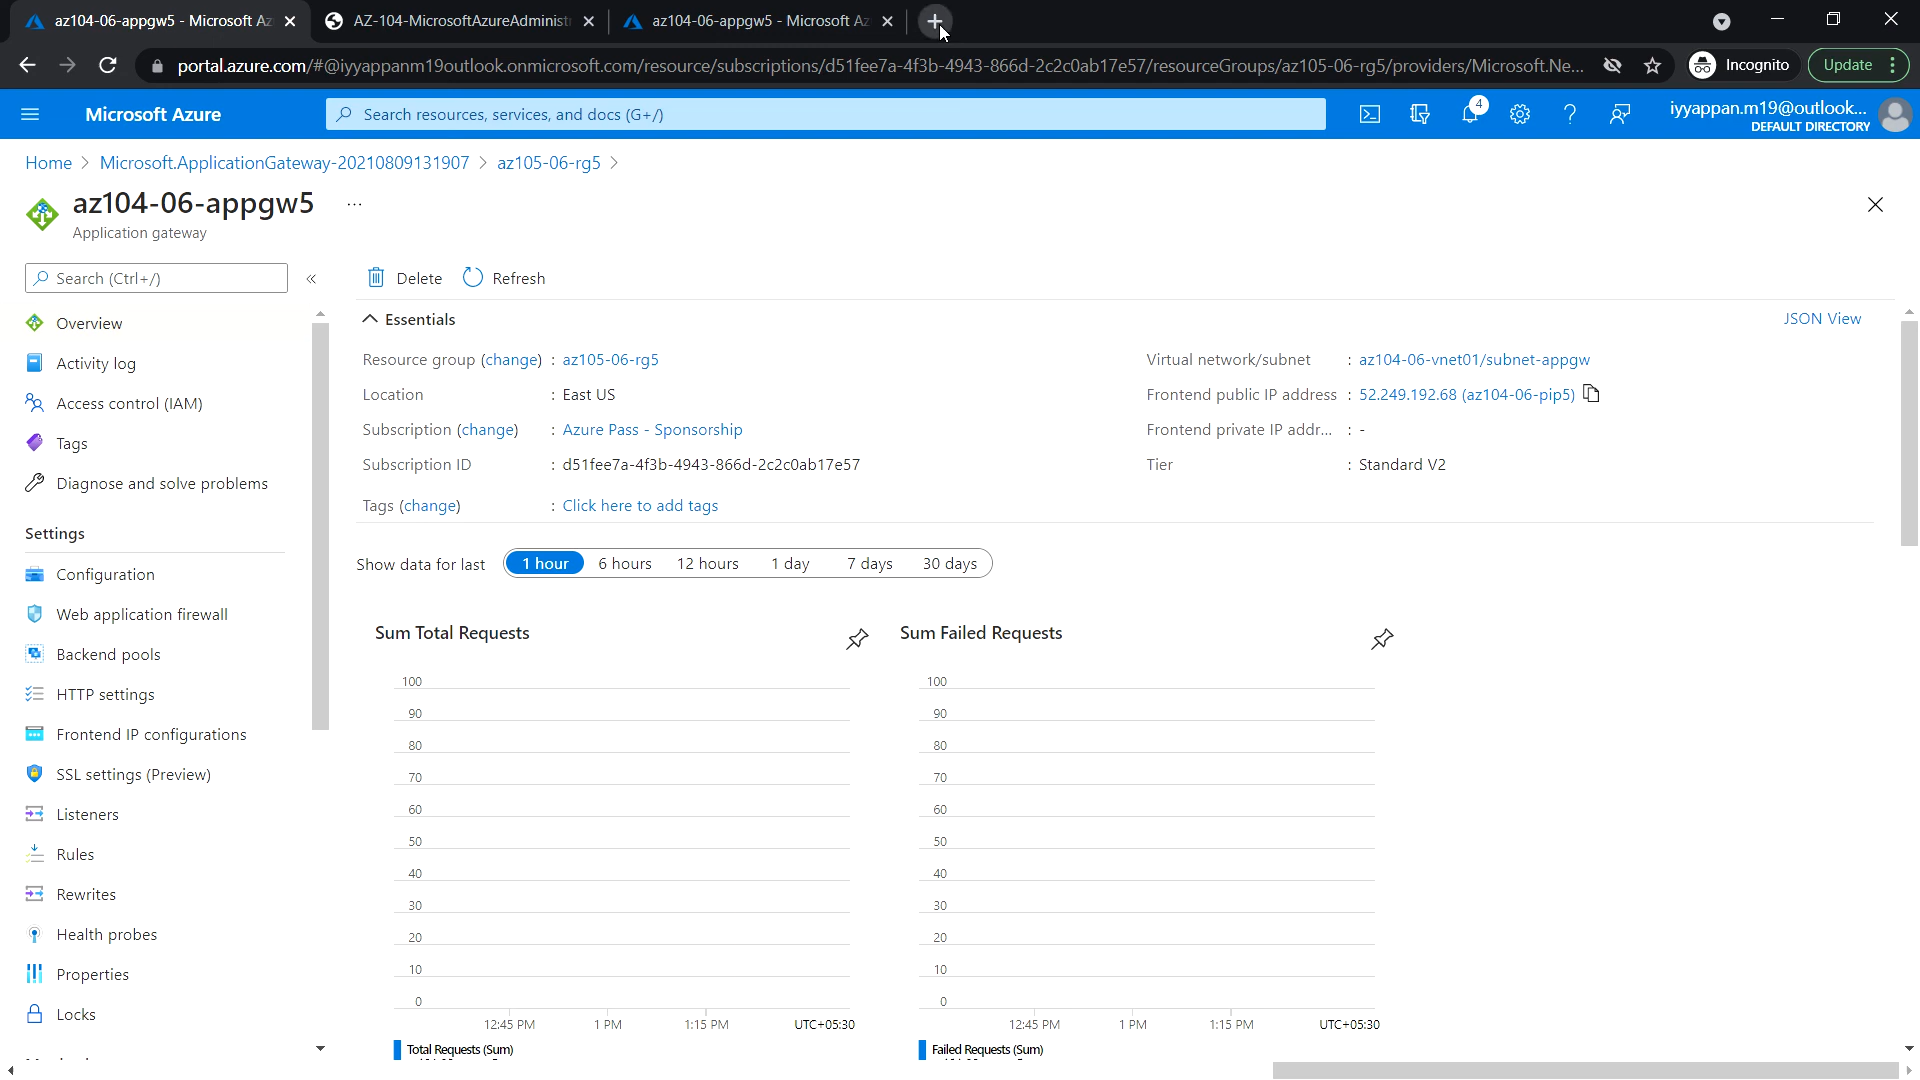 az104-06-appgw5 - Microsoft Az
AZ-104-MicrosoftAzureAdminist
az104-06-appgw5 - Microsoft Az
portal.azure.com/#@iyyappanm19outlook.onmicrosoft.com/resource/subscriptions/d51fee7a-4f3b-4943-866d-2c2c0ab17e57/resourceGroups/az105-06-rg5/providers/Microsoft.Ne...
Incognito
Update
Microsoft Azure
Search resources, services, and docs (G+/)
4
iyyappan.m19@outlook...
DEFAULT DIRECTORY
Home > Microsoft.ApplicationGateway-20210809131907 > az105-06-rg5 >
az104-06-appgw5 ...
Application gateway
Search (Ctrl+/)
«
Overview
Activity log
Access control (IAM)
Tags
Diagnose and solve problems
Settings
Configuration
Web application firewall
Backend pools
HTTP settings
Frontend IP configurations
SSL settings (Preview)
Listeners
Rules
Rewrites
Health probes
Properties
Locks
Delete
Refresh
Essentials
JSON View
Resource group (change) : az105-06-rg5
Location : East US
Subscription (change) : Azure Pass - Sponsorship
Subscription ID : d51fee7a-4f3b-4943-866d-2c2c0ab17e57
Tags (change) : Click here to add tags
Virtual network/subnet : az104-06-vnet01/subnet-appgw
Frontend public IP address : 52.249.192.68 (az104-06-pip5)
Frontend private IP addr... : -
Tier : Standard V2
Show data for last
1 hour
6 hours
12 hours
1 day
7 days
30 days
Sum Total Requests
100
90
80
70
60
50
40
30
20
10
0
12:45 PM
1 PM
1:15 PM
UTC+05:30
Total Requests (Sum)
Sum Failed Requests
100
90
80
70
60
50
40
30
20
10
0
12:45 PM
1 PM
1:15 PM
UTC+05:30
Failed Requests (Sum)